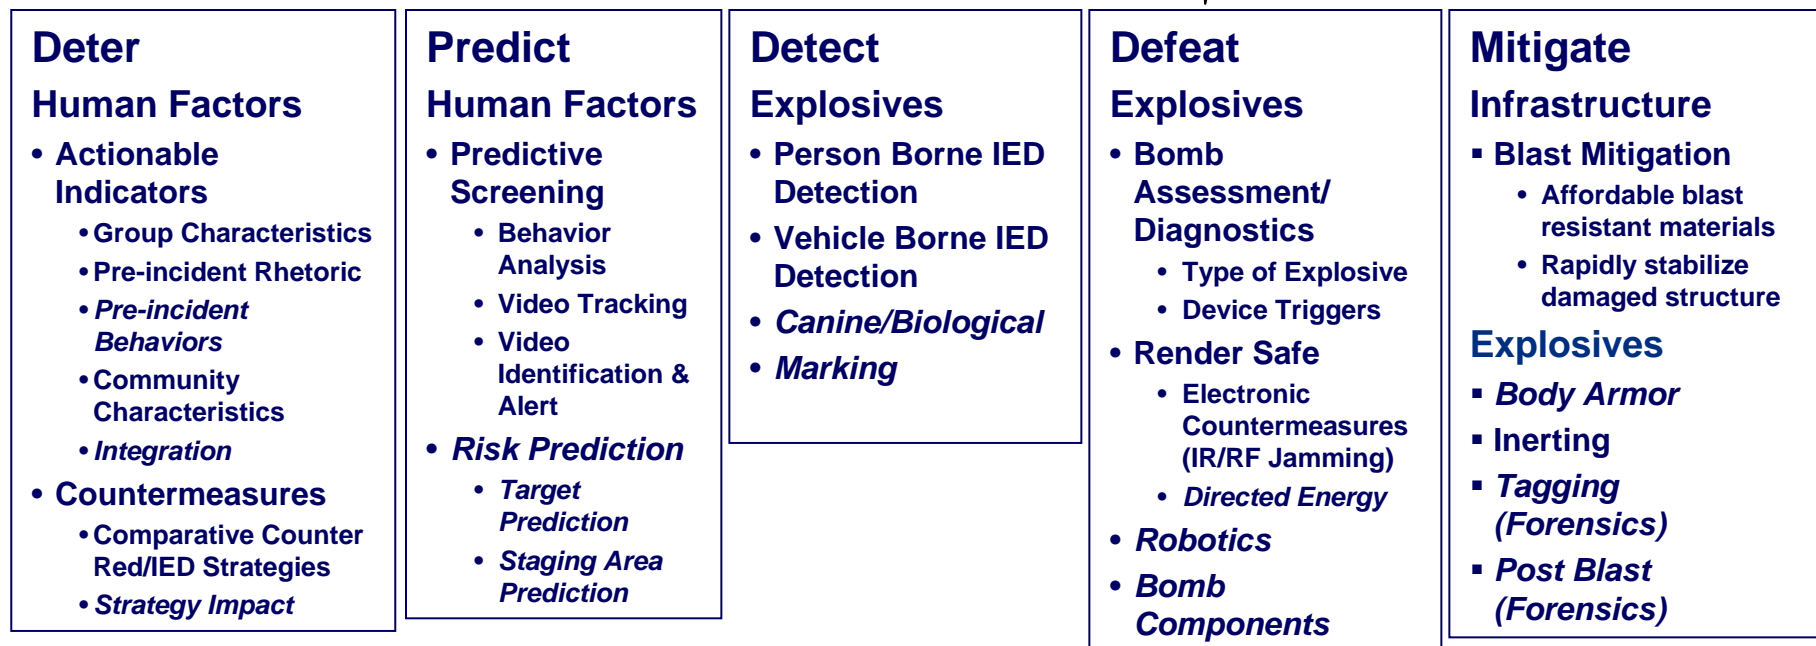 Deter
Human Factors
• Actionable
Indicators
• Group Characteristics
• Pre-incident Rhetoric
• Pre-incident
Behaviors
• Community
Characteristics
• Integration
• Countermeasures
• Comparative Counter
Red/IED Strategies
• Strategy Impact
Predict
Human Factors
• Predictive
Screening
• Behavior
Analysis
• Video Tracking
• Video
Identification &
Alert
• Risk Prediction
• Target
Prediction
• Staging Area
Prediction
Detect
Explosives
• Person Borne IED
Detection
• Vehicle Borne IED
Detection
• Canine/Biological
• Marking
Defeat
Explosives
• Bomb
Assessment/
Diagnostics
• Type of Explosive
• Device Triggers
• Render Safe
• Electronic
Countermeasures
(IR/RF Jamming)
• Directed Energy
• Robotics
• Bomb
Components
Mitigate
Infrastructure
▪ Blast Mitigation
• Affordable blast
resistant materials
• Rapidly stabilize
damaged structure
Explosives
▪ Body Armor
▪ Inerting
▪ Tagging
(Forensics)
▪ Post Blast
(Forensics)